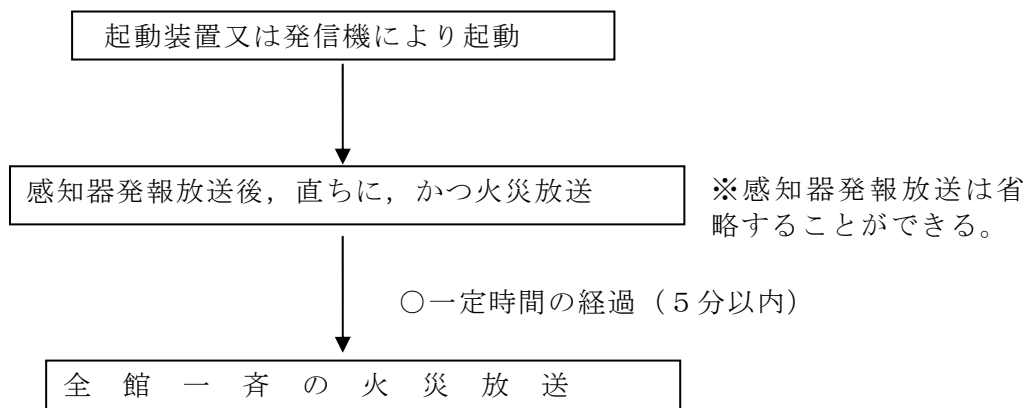 起動装置又は発信機により起動
感知器発報放送後，直ちに，かつ火災放送
※感知器発報放送は省
略することができる。
○一定時間の経過（５分以内）
全館一斉の火災放送